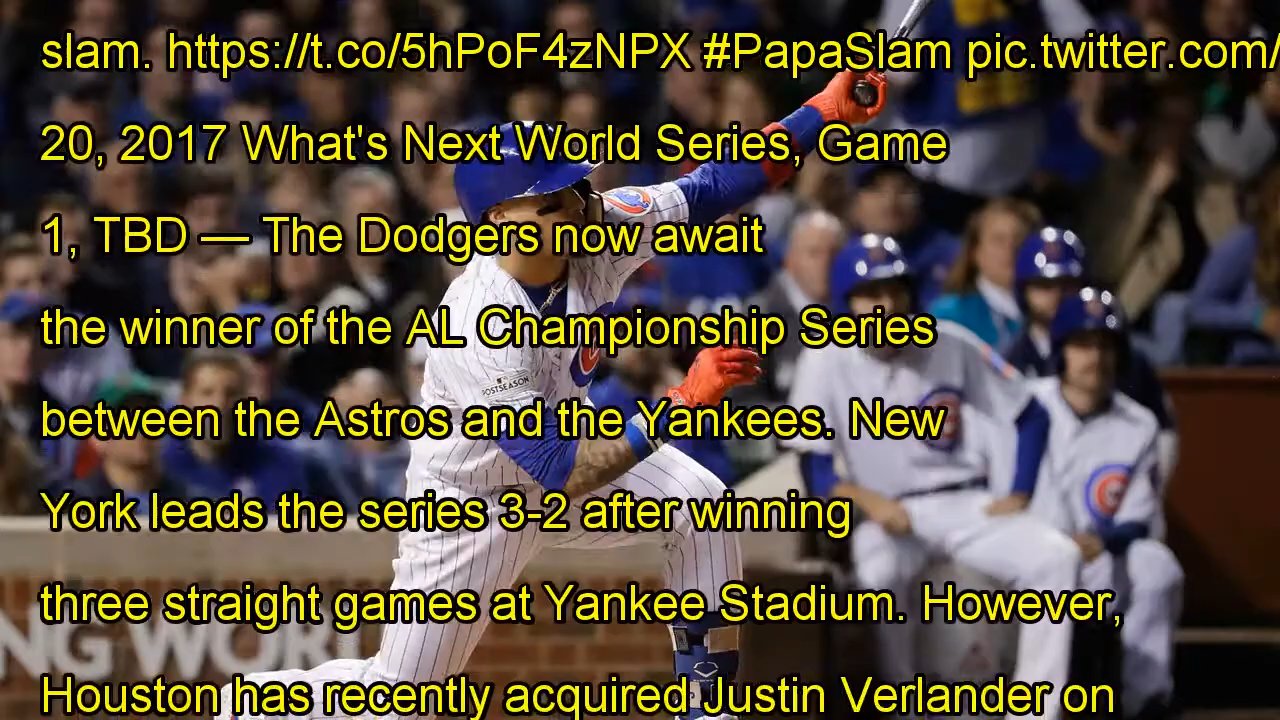 slam. https://t.co/5hPoF4zNPX #PapaSlam pic.twitter.com/
20, 2017 What's Next World Series, Game
1, TBD — The Dodgers now await
the winner of the AL Championship Series
between the Astros and the Yankees. New
York leads the series 3-2 after winning
three straight games at Yankee Stadium. However,
Houston has recently acquired Justin Verlander on
POSTSEASON
NG WOR